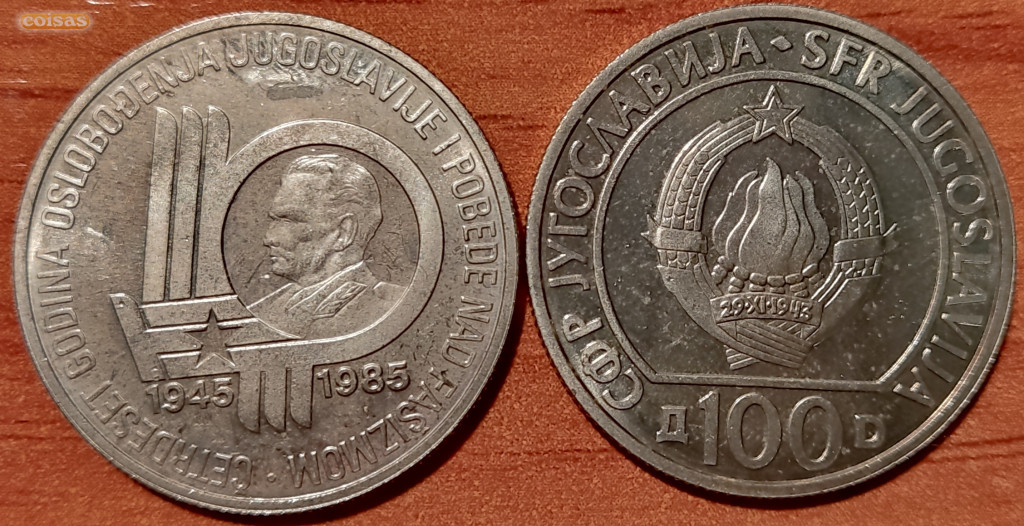 coisas
ČETRDESET GODINA OSLOBOĐENJA JUGOSLAVIJE I POBEDE NAD FAŠIZMOM •
1945 1985
СФР ЈУГОСЛАВИЈА • SFR JUGOSLAVIJA
29•XI•1943
Д 100 D